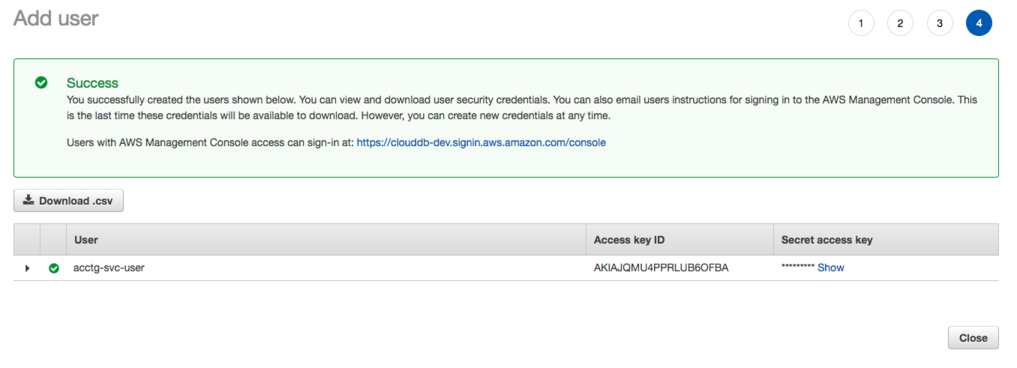 Add user
1 2 3 4
Success
You successfully created the users shown below. You can view and download user security credentials. You can also email users instructions for signing in to the AWS Management Console. This
is the last time these credentials will be available to download. However, you can create new credentials at any time.
Users with AWS Management Console access can sign-in at: https://clouddb-dev.signin.aws.amazon.com/console
Download .csv
User Access key ID Secret access key
acctg-svc-user AKIAJQMU4PPRLUB6OFBA ********* Show
Close